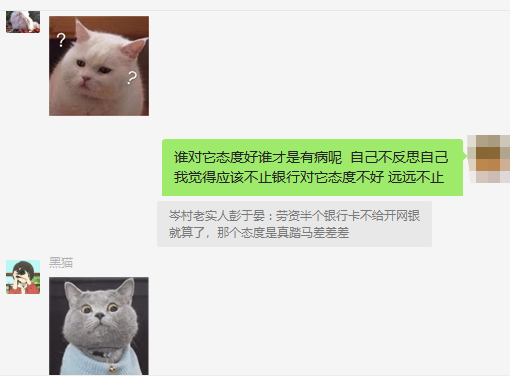 ?
?
谁对它态度好谁才是有病呢 自己不反思自己
我觉得应该不止银行对它态度不好 远远不止
岑村老实人彭于晏：劳资半个银行卡不给开网银
就算了，那个态度是真踏马差差差
黑猫